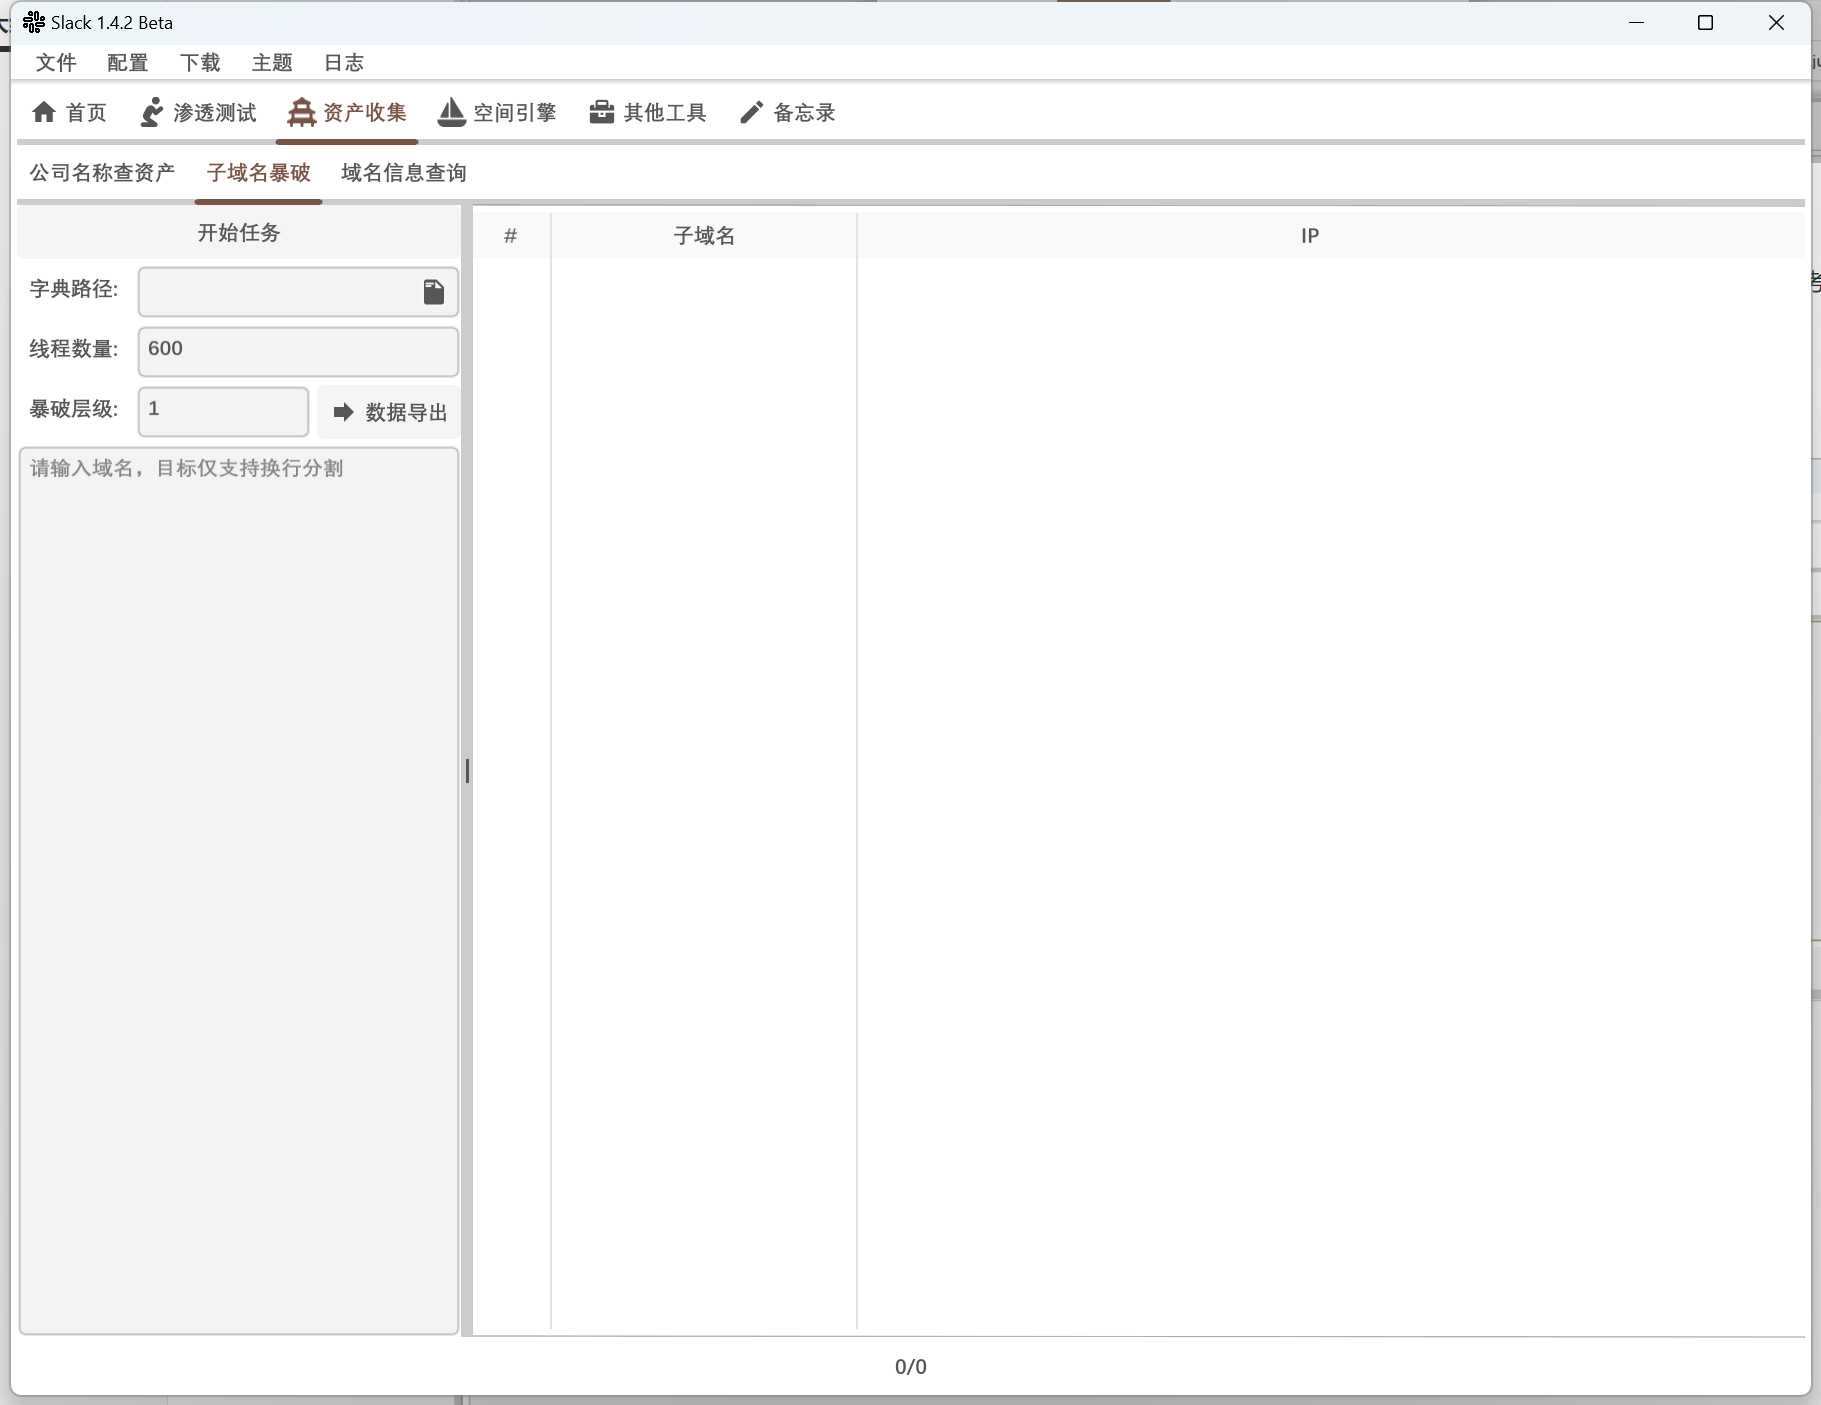 Slack 1.4.2 Beta
文件 配置 下载 主题 日志
首页 渗透测试 资产收集 空间引擎 其他工具 备忘录
公司名称查资产 子域名暴破 域名信息查询
开始任务
# 子域名 IP
字典路径:
线程数量: 600
暴破层级: 1 数据导出
请输入域名，目标仅支持换行分割
0/0